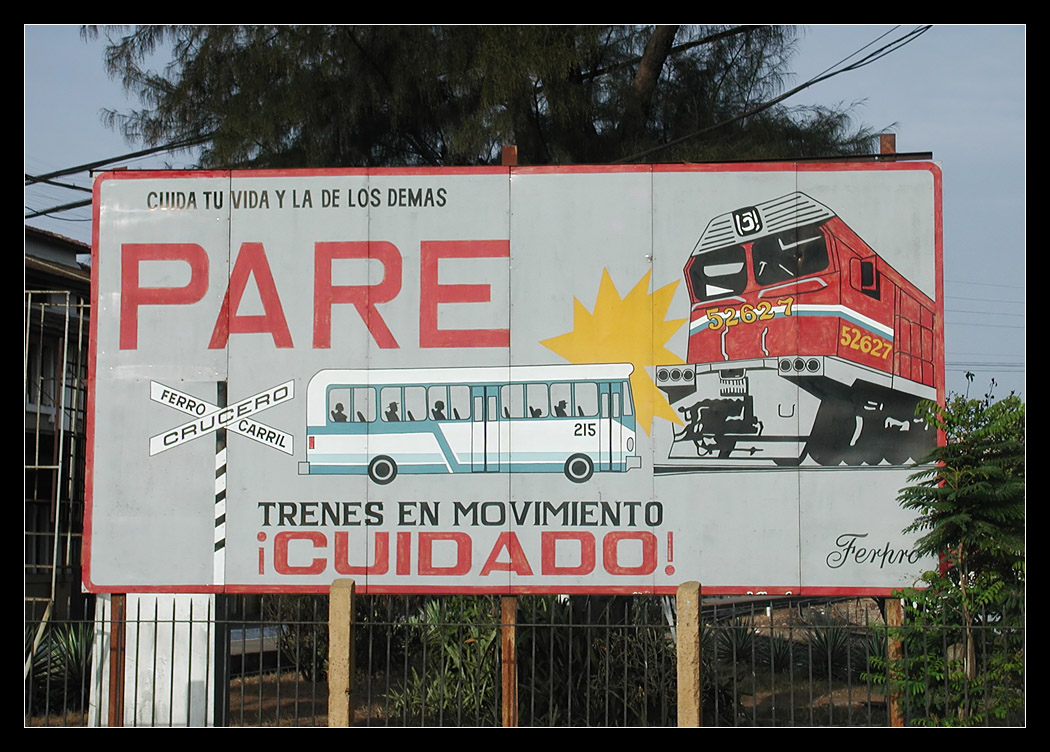 CUIDA TU VIDA Y LA DE LOS DEMAS
PARE
52627
52627
FERRO CARRIL
CRUCERO
215
TRENES EN MOVIMIENTO
¡CUIDADO!
Ferpro